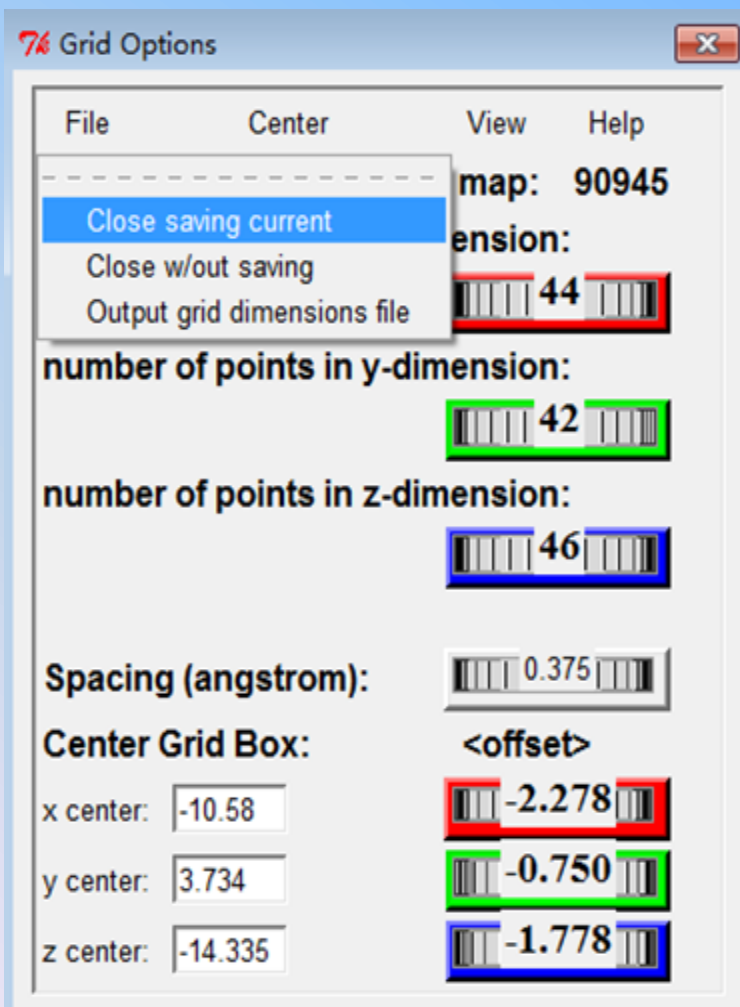 Grid Options
File Center View Help
map: 90945
Close saving current
ension:
Close w/out saving
44
Output grid dimensions file
number of points in y-dimension:
42
number of points in z-dimension:
46
Spacing (angstrom): 0.375
Center Grid Box: <offset>
x center: -10.58 -2.278
y center: 3.734 -0.750
z center: -14.335 -1.778